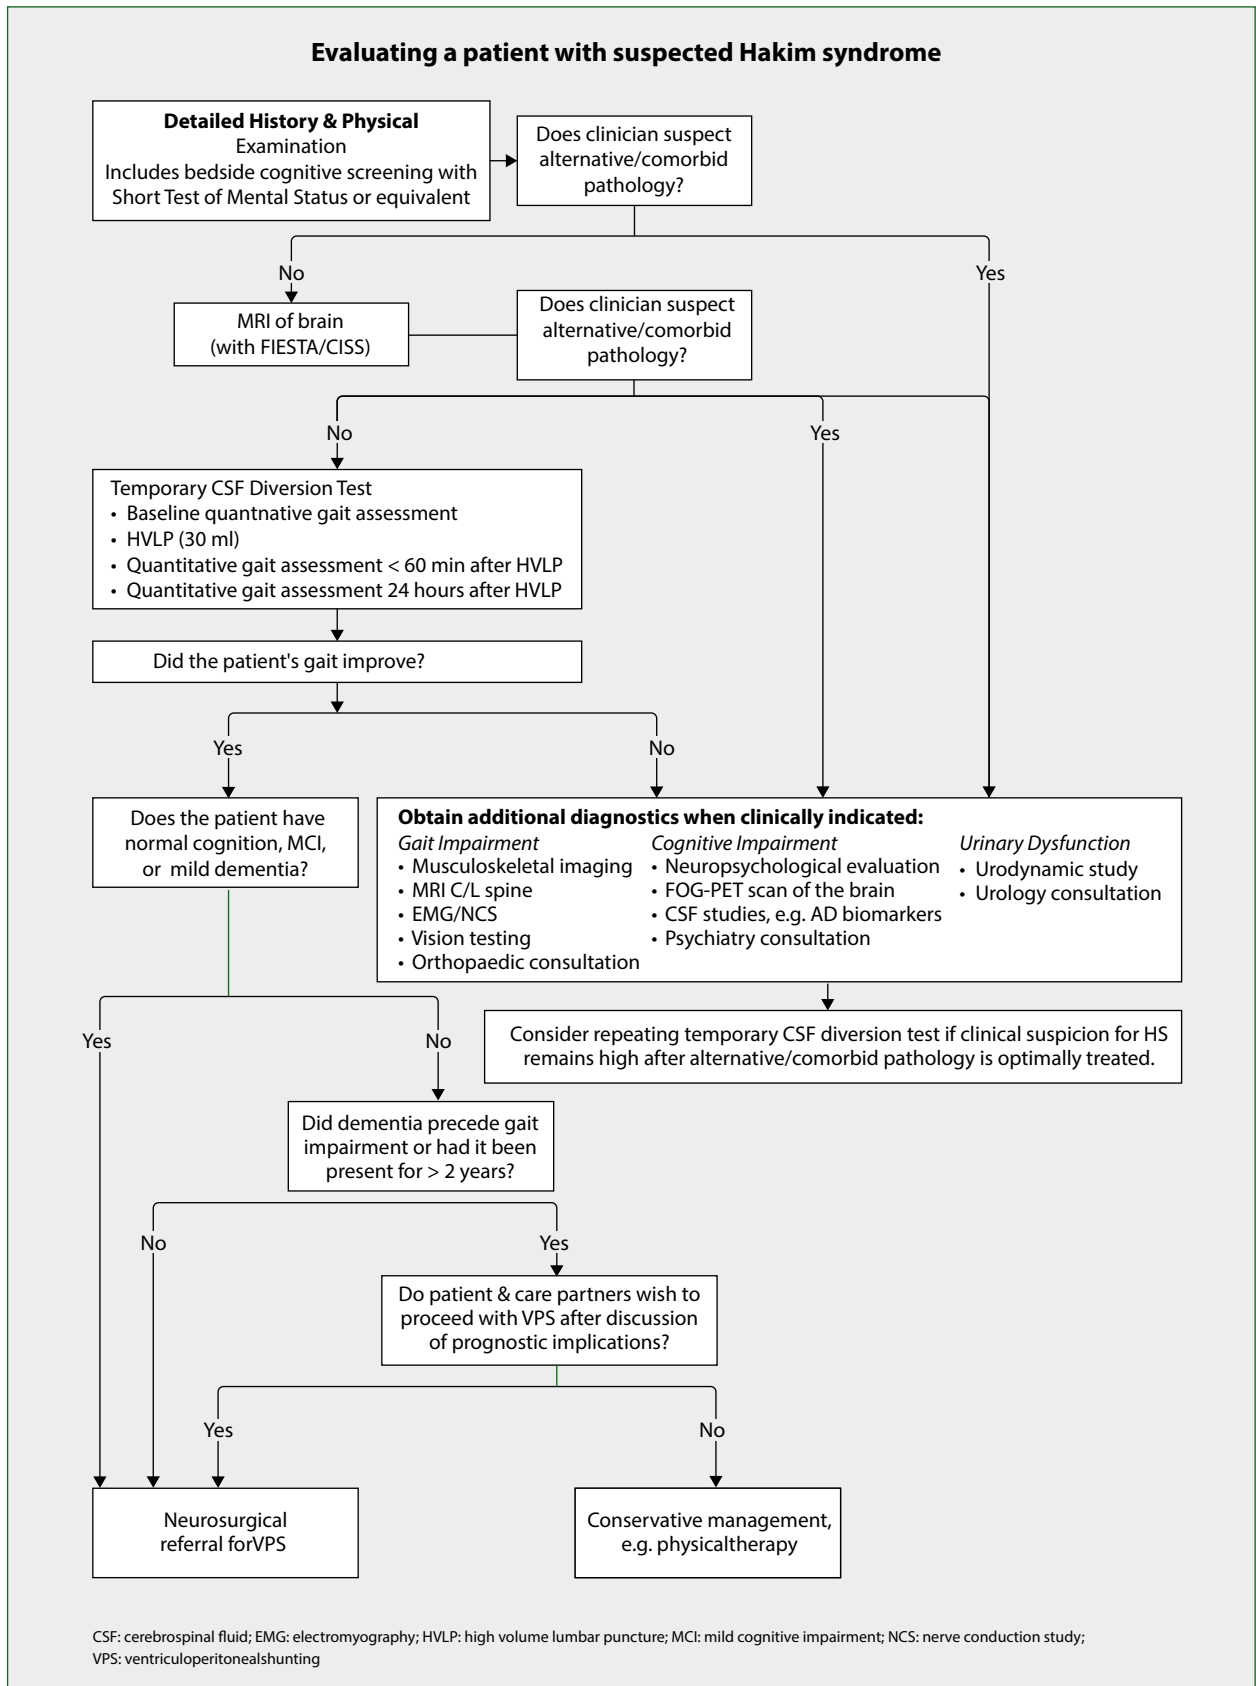 Evaluating a patient with suspected Hakim syndrome
Detailed History & Physical
Examination
Includes bedside cognitive screening with
Short Test of Mental Status or equivalent
Does clinician suspect
alternative/comorbid
pathology?
No
Yes
MRI of brain
(with FIESTA/CISS)
Does clinician suspect
alternative/comorbid
pathology?
No
Yes
Temporary CSF Diversion Test
• Baseline quantnative gait assessment
• HVLP (30 ml)
• Quantitative gait assessment < 60 min after HVLP
• Quantitative gait assessment 24 hours after HVLP
Did the patient's gait improve?
Yes
No
Does the patient have
normal cognition, MCI,
or mild dementia?
Obtain additional diagnostics when clinically indicated:
Gait Impairment
• Musculoskeletal imaging
• MRI C/L spine
• EMG/NCS
• Vision testing
• Orthopaedic consultation
Cognitive Impairment
• Neuropsychological evaluation
• FOG-PET scan of the brain
• CSF studies, e.g. AD biomarkers
• Psychiatry consultation
Urinary Dysfunction
• Urodynamic study
• Urology consultation
Yes
No
Consider repeating temporary CSF diversion test if clinical suspicion for HS
remains high after alternative/comorbid pathology is optimally treated.
Did dementia precede gait
impairment or had it been
present for > 2 years?
No
Yes
Do patient & care partners wish to
proceed with VPS after discussion
of prognostic implications?
Yes
No
Neurosurgical
referral forVPS
Conservative management,
e.g. physicaltherapy
CSF: cerebrospinal fluid; EMG: electromyography; HVLP: high volume lumbar puncture; MCI: mild cognitive impairment; NCS: nerve conduction study;
VPS: ventriculoperitonealshunting